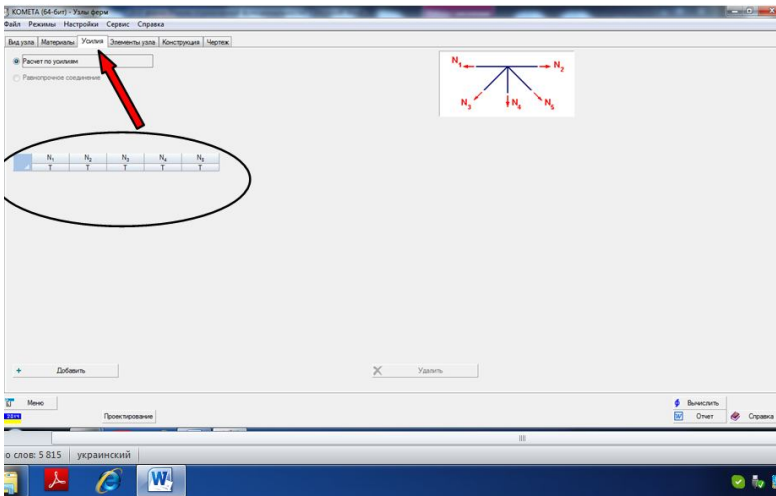 КОМЕТА (64-бит) - Узлы ферм
Файл Режимы Настройки Сервис Справка
Вид узла Материалы Усилия Элементы узла Конструкция Чертеж
Расчет по усилиям
Равнопрочное соединение
N₁ N₂
N₃ N₄ N₅
N₁ N₂ N₃ N₄ N₅
Т Т Т Т Т
Добавить Удалить
Меню Вычислить
Проектирование Отчет Справка
о слов: 5 815 украинский